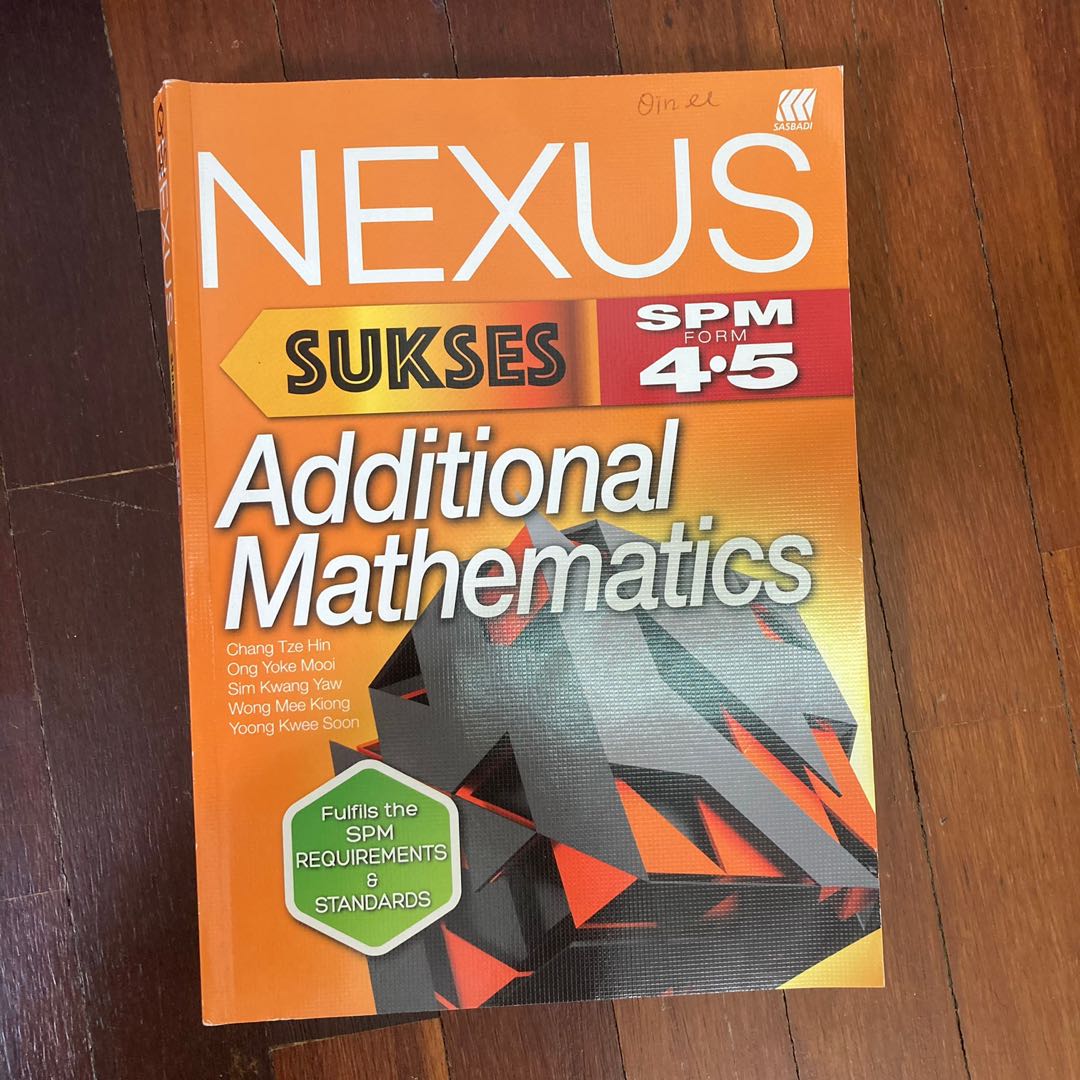 SASBADI
NEXUS
SUKSES
SPM
FORM
4•5
Additional
Mathematics
Chang Tze Hin
Ong Yoke Mooi
Sim Kwang Yaw
Wong Mee Kiong
Yoong Kwee Soon
Fulfils the
SPM
REQUIREMENTS
&
STANDARDS
NEXUS